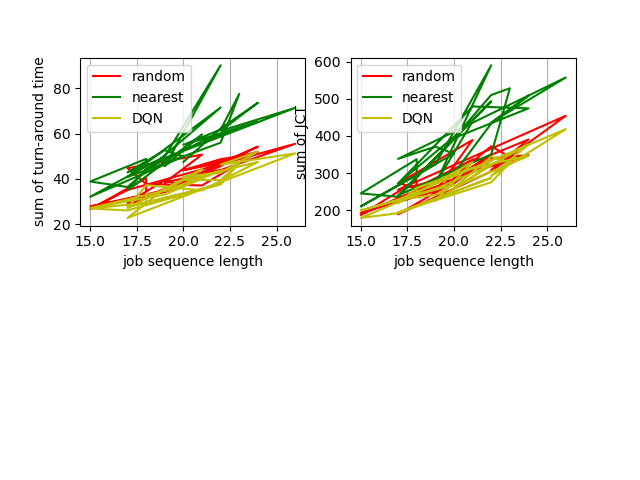 sum of turn-around time
80
60
40
20
random
nearest
DQN
15.0 17.5 20.0 22.5 25.0
job sequence length
sum of JCT
600
500
400
300
200
random
nearest
DQN
15.0 17.5 20.0 22.5 25.0
job sequence length